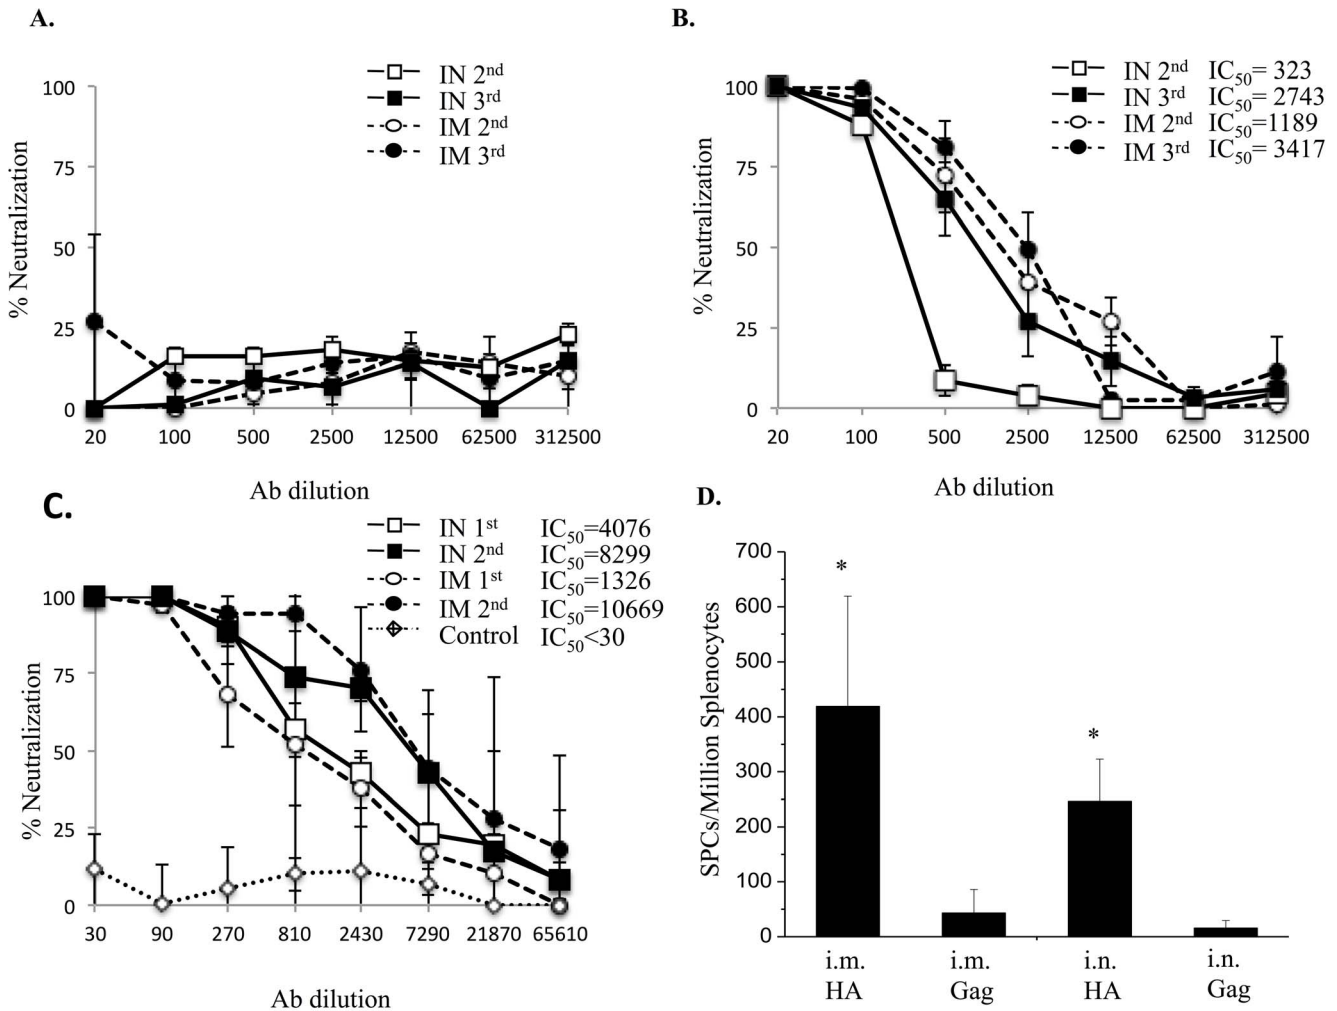 A.
IN 2nd
IN 3rd
IM 2nd
IM 3rd
% Neutralization
100
75
50
25
0
20 100 500 2500 12500 62500 312500
Ab dilution
B.
IN 2nd IC50= 323
IN 3rd IC50=2743
IM 2nd IC50=1189
IM 3rd IC50= 3417
% Neutralization
100
75
50
25
0
20 100 500 2500 12500 62500 312500
Ab dilution
C.
IN 1st IC50=4076
IN 2nd IC50=8299
IM 1st IC50=1326
IM 2nd IC50=10669
Control IC50<30
% Neutralization
100
75
50
25
0
30 90 270 810 2430 7290 21870 65610
Ab dilution
D.
SPCs/Million Splenocytes
700
600
500
400
300
200
100
0
*
*
i.m. i.m. i.n. i.n.
HA Gag HA Gag